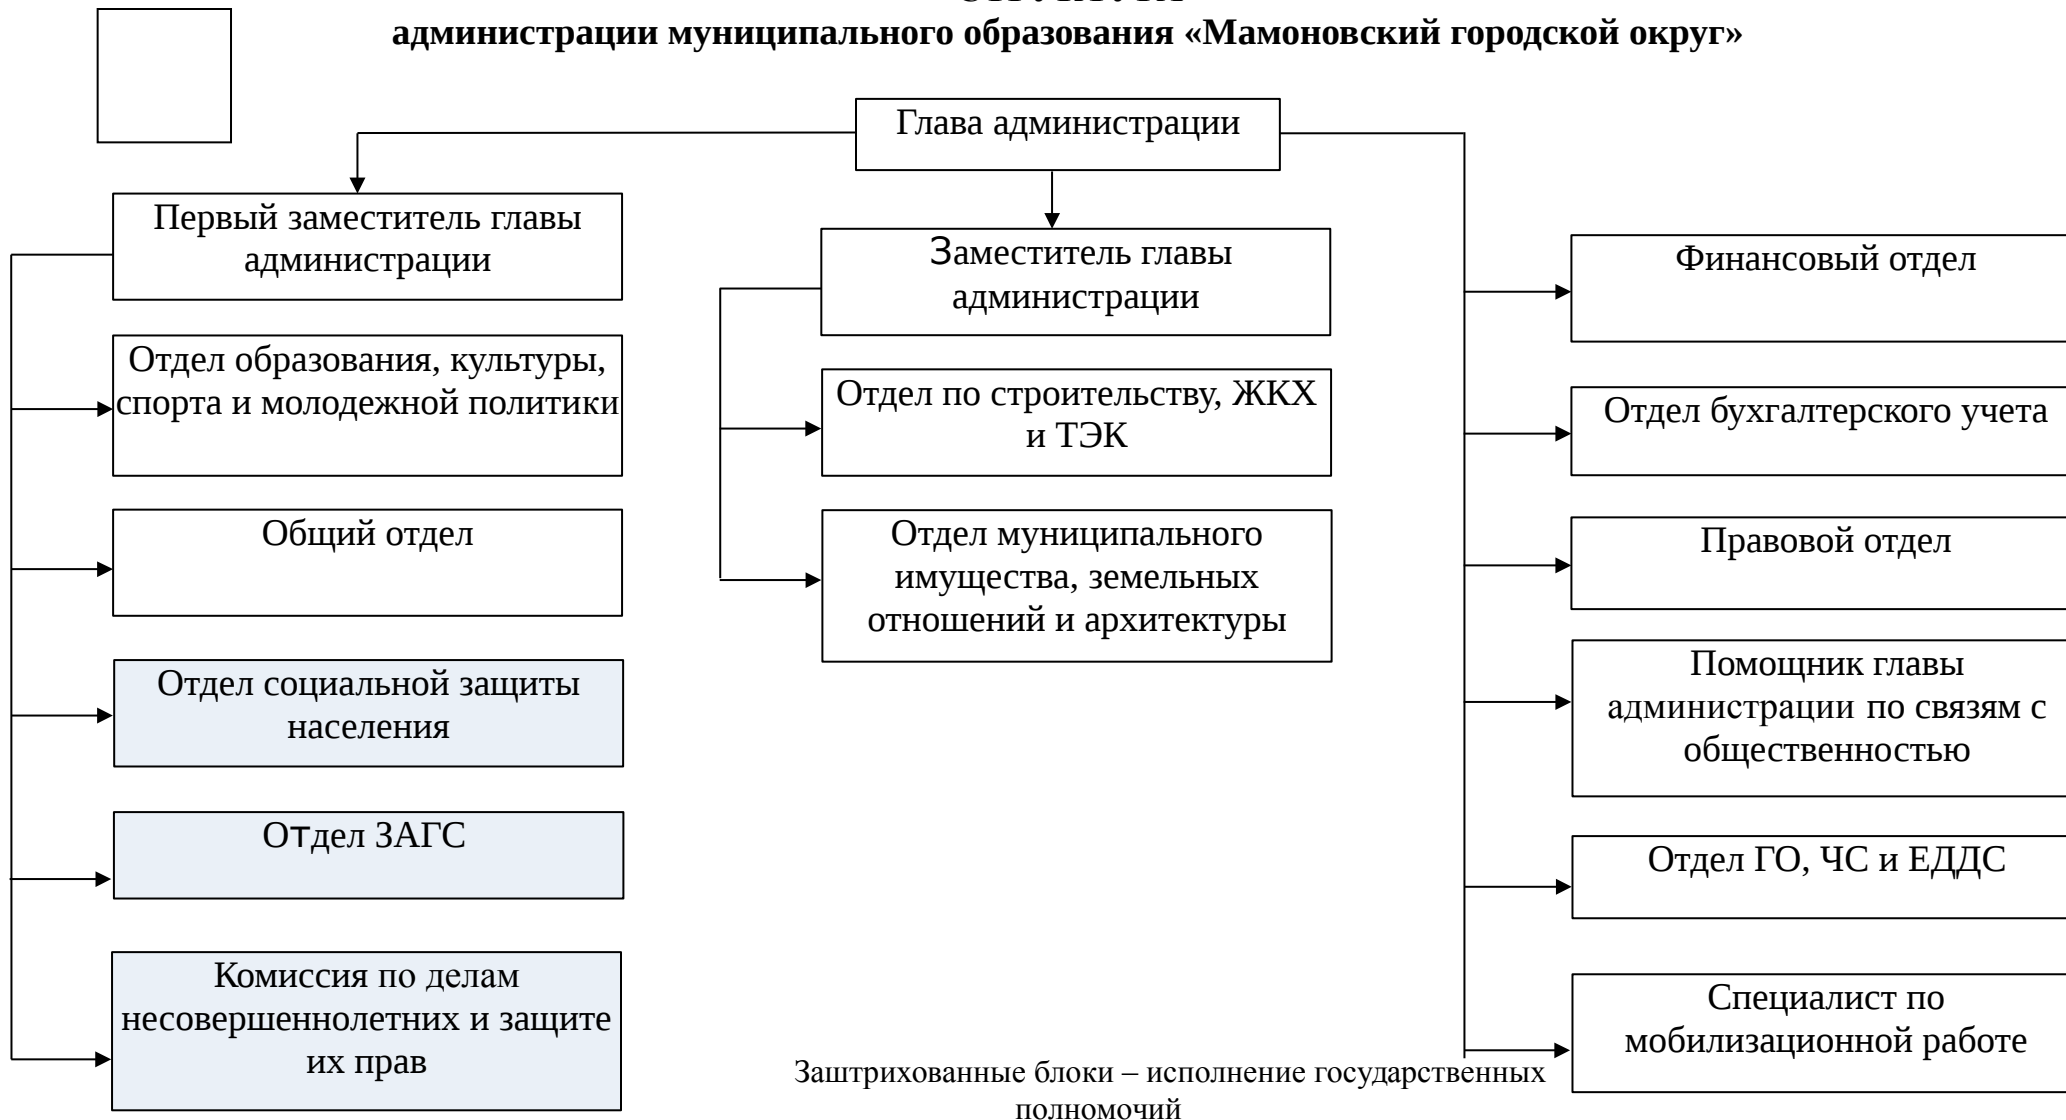 администрации муниципального образования «Мамоновский городской округ»
Глава администрации
Первый заместитель главы
администрации
Отдел образования, культуры,
спорта и молодежной политики
Общий отдел
Отдел социальной защиты
населения
Отдел ЗАГС
Комиссия по делам
несовершеннолетних и защите
их прав
Заместитель главы
администрации
Отдел по строительству, ЖКХ
и ТЭК
Отдел муниципального
имущества, земельных
отношений и архитектуры
Финансовый отдел
Отдел бухгалтерского учета
Правовой отдел
Помощник главы
администрации по связям с
общественностью
Отдел ГО, ЧС и ЕДДС
Специалист по
мобилизационной работе
Заштрихованные блоки – исполнение государственных
полномочий